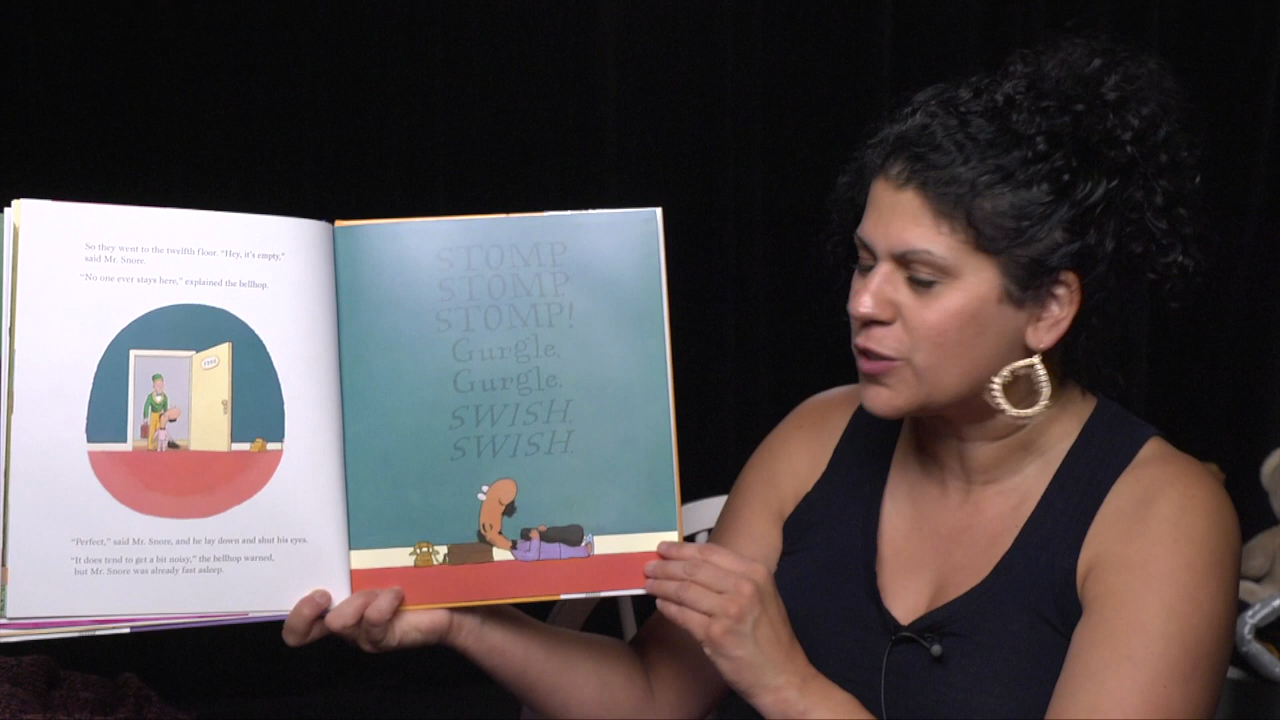 So they went to the twelfth floor. "Hey, it's empty,"
said Mr. Snore.
"No one ever stays here," explained the bellhop.
"Perfect," said Mr. Snore, and he lay down and shut his eyes.
"It does tend to get a bit noisy," the bellhop warned,
but Mr. Snore was already fast asleep.
STOMP
STOMP
STOMP!
Gurgle,
Gurgle.
SWISH,
SWISH.